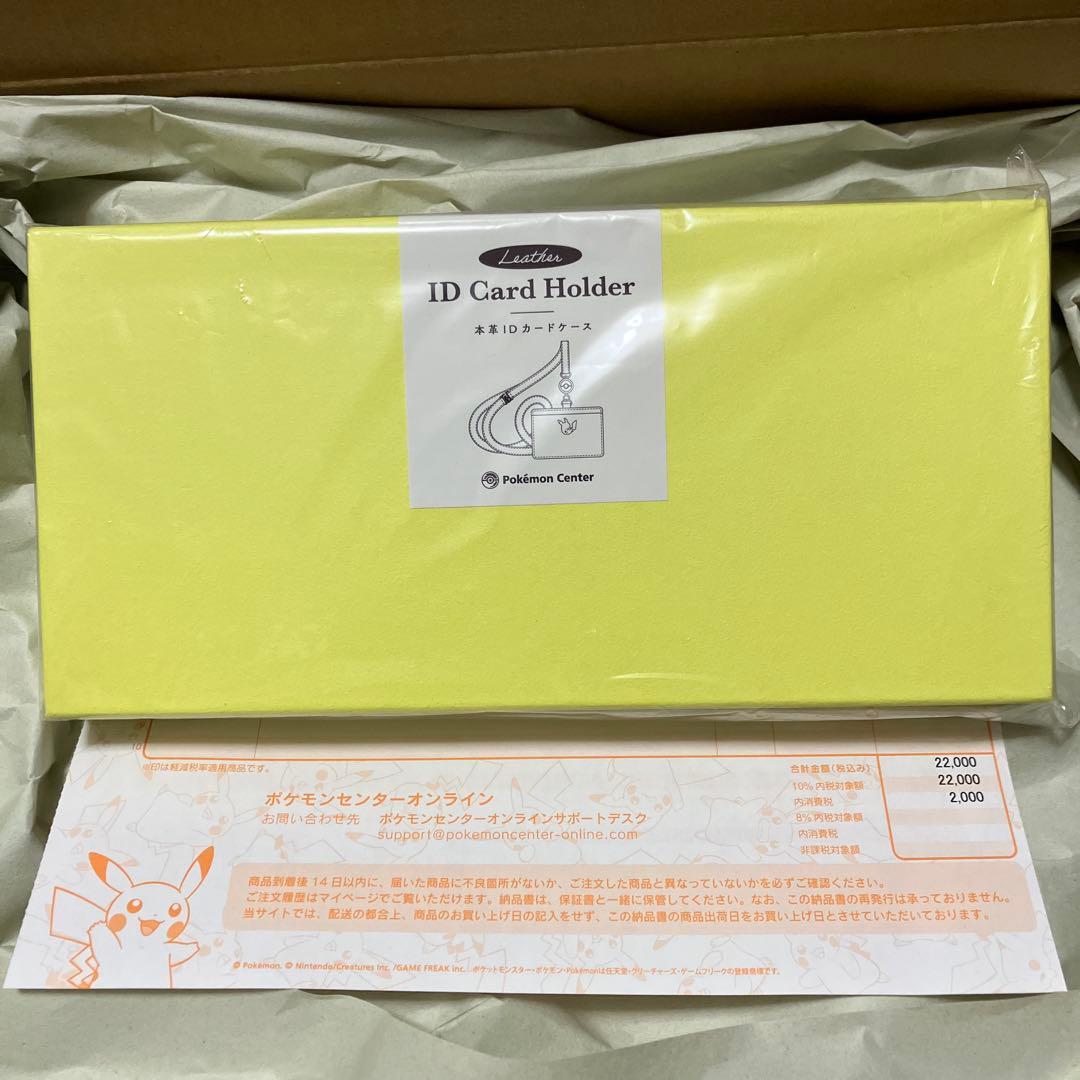 Leather
ID Card Holder
本革IDカードケース
Pokémon Center
10
※印は軽減税率適用商品です。
合計金額(税込み) 22,000
10%内税対象額 22,000
内消費税 2,000
8%内税対象額
内消費税
非課税対象額
ポケモンセンターオンライン
お問い合わせ先 ポケモンセンターオンラインサポートデスク
support@pokemoncenter-online.com
商品到着後14日以内に、届いた商品に不良箇所がないか、ご注文した商品と異なっていないかを必ずご確認ください。
ご注文履歴はマイページでご覧いただけます。納品書は、保証書と一緒に保管してください。なお、この納品書の再発行は承っておりません。
当サイトでは、配送の都合上、商品のお買い上げ日の記入をせず、この納品書の商品出荷日をお買い上げ日とさせていただいております。
© Pokémon. © Nintendo/Creatures Inc. /GAME FREAK inc. ポケットモンスター・ポケモン・Pokémonは任天堂・クリーチャーズ・ゲームフリークの登録商標です。